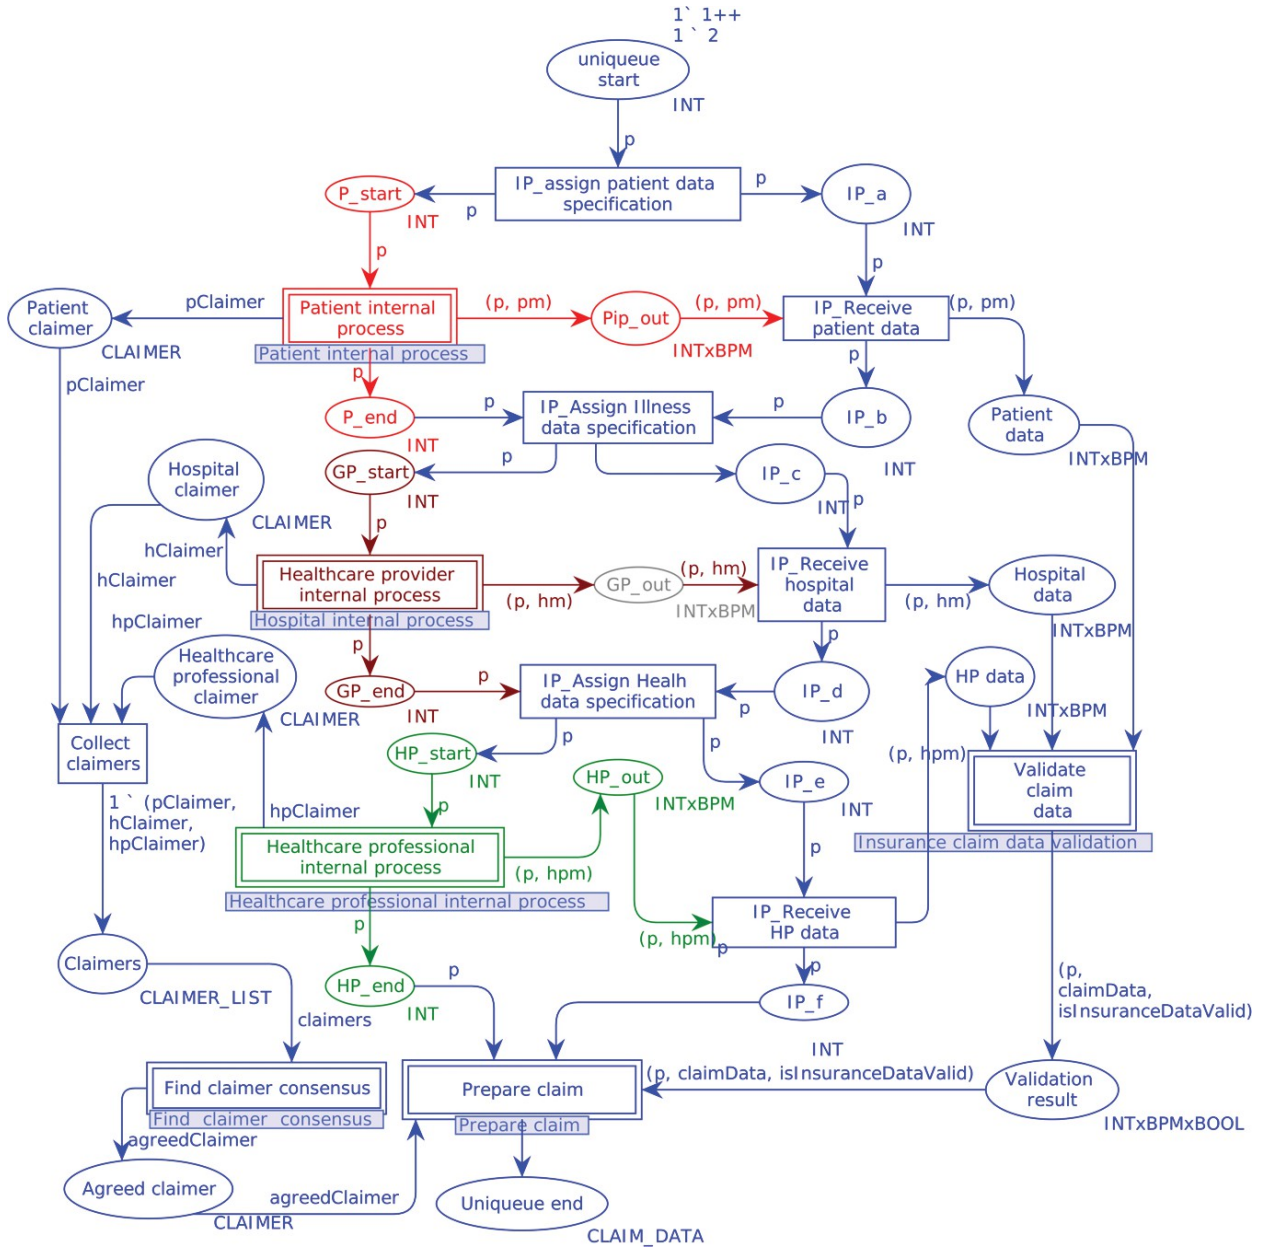 1` 1++
1 ` 2
uniqueue
start
INT
p
IP_assign patient data
specification
p
p
P_start
INT
IP_a
INT
p
p
Patient
claimer
CLAIMER
pClaimer
Patient internal
process
Patient internal process
(p, pm)
Pip_out
INTxBPM
(p, pm)
IP_Receive
patient data
(p, pm)
pClaimer
p
p
P_end
INT
p
IP_Assign Illness
data specification
p
IP_b
INT
Patient
data
INTxBPM
Hospital
claimer
CLAIMER
GP_start
INT
p
IP_c
INT
p
p
hClaimer
hClaimer
Healthcare provider
internal process
Hospital internal process
(p, hm)
GP_out
INTxBPM
(p, hm)
IP_Receive
hospital
data
(p, hm)
Hospital
data
INTxBPM
hpClaimer
Healthcare
professional
claimer
CLAIMER
p
p
GP_end
INT
p
IP_Assign Healh
data specification
p
IP_d
INT
HP data
INTxBPM
Collect
claimers
HP_start
INT
p
p
HP_out
INTxBPM
IP_e
INT
(p, hpm)
Validate
claim
data
Insurance claim data validation
1 ` (pClaimer,
hClaimer,
hpClaimer)
hpClaimer
p
Healthcare professional
internal process
Healthcare professional internal process
(p, hpm)
p
IP_Receive
HP data
(p, hpm)
p
p
p
Claimers
CLAIMER_LIST
HP_end
INT
p
IP_f
INT
(p,
claimData,
isInsuranceDataValid)
claimers
Find claimer consensus
Find claimer consensus
Prepare claim
Prepare claim
(p, claimData, isInsuranceDataValid)
Validation
result
INTxBPMxBOOL
agreedClaimer
Agreed claimer
CLAIMER
agreedClaimer
Uniqueue end
CLAIM_DATA